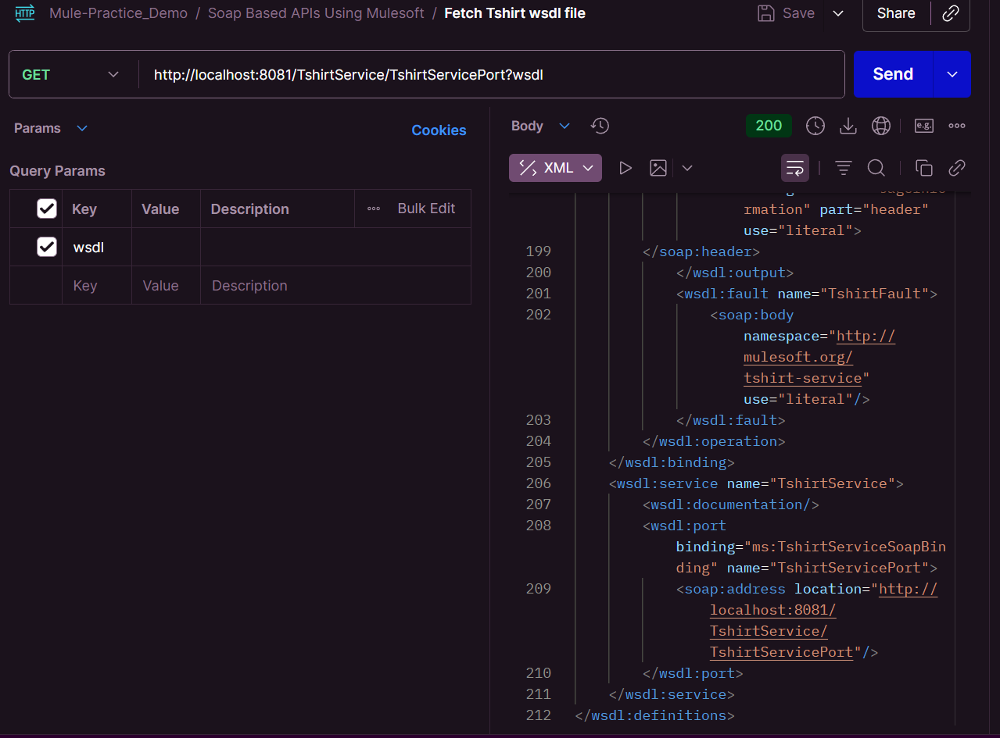 HTTP Mule-Practice_Demo / Soap Based APIs Using Mulesoft / Fetch Tshirt wsdl file Save Share
GET http://localhost:8081/TshirtService/TshirtServicePort?wsdl Send
Params Cookies
Query Params
Key Value Description Bulk Edit
wsdl
Key Value Description
Body 200 e.g.
XML
rmation" part="header"
use="literal">
199 </soap:header>
200 </wsdl:output>
201 <wsdl:fault name="TshirtFault">
202 <soap:body
namespace="http://
mulesoft.org/
tshirt-service"
use="literal"/>
203 </wsdl:fault>
204 </wsdl:operation>
205 </wsdl:binding>
206 <wsdl:service name="TshirtService">
207 <wsdl:documentation/>
208 <wsdl:port
binding="ms:TshirtServiceSoapBin
ding" name="TshirtServicePort">
209 <soap:address location="http://
localhost:8081/
TshirtService/
TshirtServicePort"/>
210 </wsdl:port>
211 </wsdl:service>
212 </wsdl:definitions>